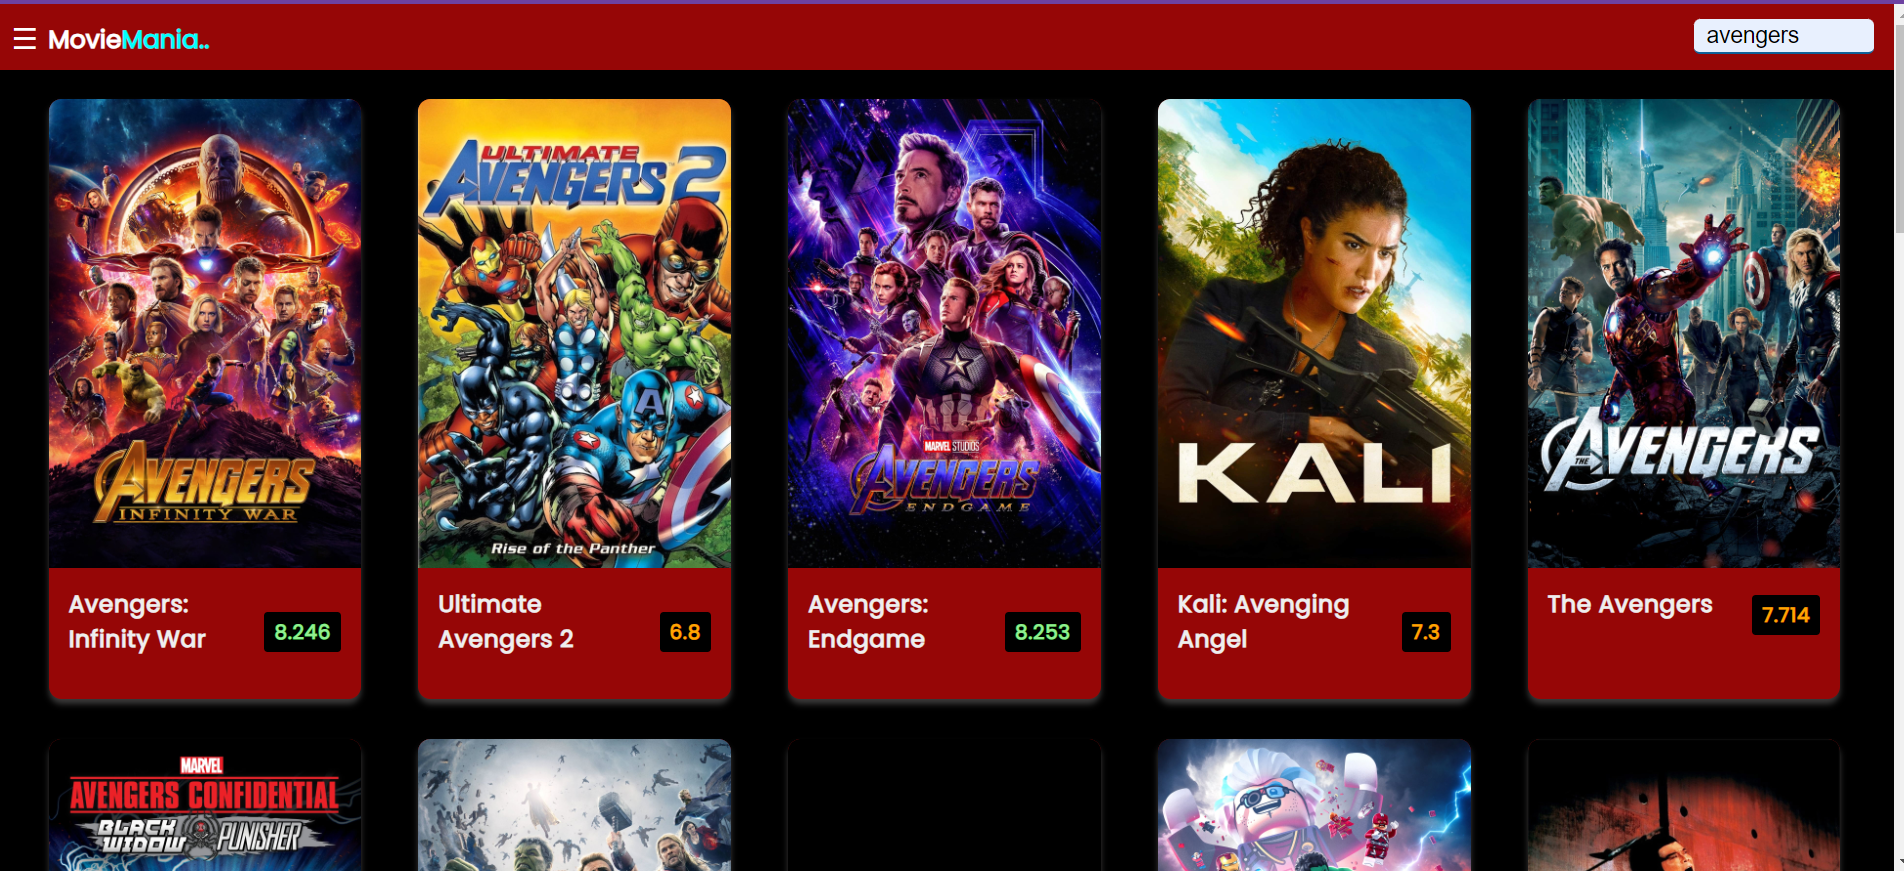 ☰ MovieMania..
avengers
AVENGERS
INFINITY WAR
ULTIMATE
AVENGERS 2
Rise of the Panther
MARVEL STUDIOS
AVENGERS
ENDGAME
KALI
THE AVENGERS
Avengers:
Infinity War
8.246
Ultimate
Avengers 2
6.8
Avengers:
Endgame
8.253
Kali: Avenging
Angel
7.3
The Avengers
7.714
MARVEL
AVENGERS CONFIDENTIAL
BLACK WIDOW PUNISHER